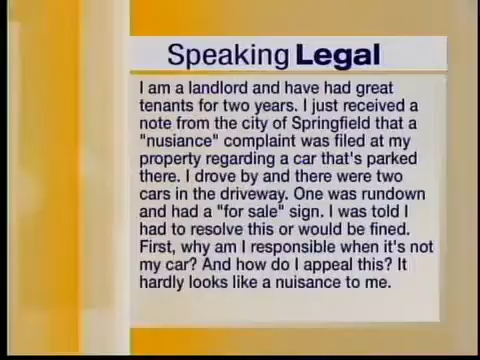 Speaking Legal
I am a landlord and have had great
tenants for two years. I just received a
note from the city of Springfield that a
"nusiance" complaint was filed at my
property regarding a car that's parked
there. I drove by and there were two
cars in the driveway. One was rundown
and had a "for sale" sign. I was told I
had to resolve this or would be fined.
First, why am I responsible when it's not
my car? And how do I appeal this? It
hardly looks like a nuisance to me.